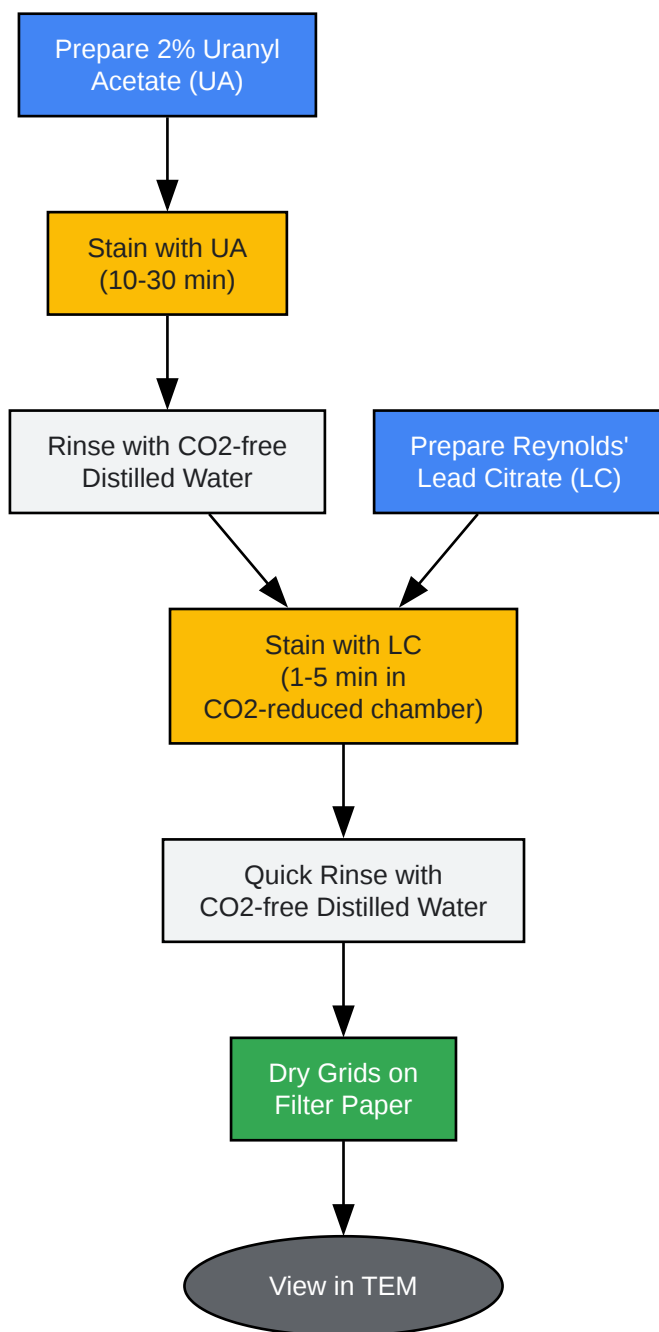 Prepare 2% Uranyl
Acetate (UA)
Stain with UA
(10-30 min)
Rinse with CO2-free
Distilled Water
Prepare Reynolds'
Lead Citrate (LC)
Stain with LC
(1-5 min in
CO2-reduced chamber)
Quick Rinse with
CO2-free Distilled Water
Dry Grids on
Filter Paper
View in TEM